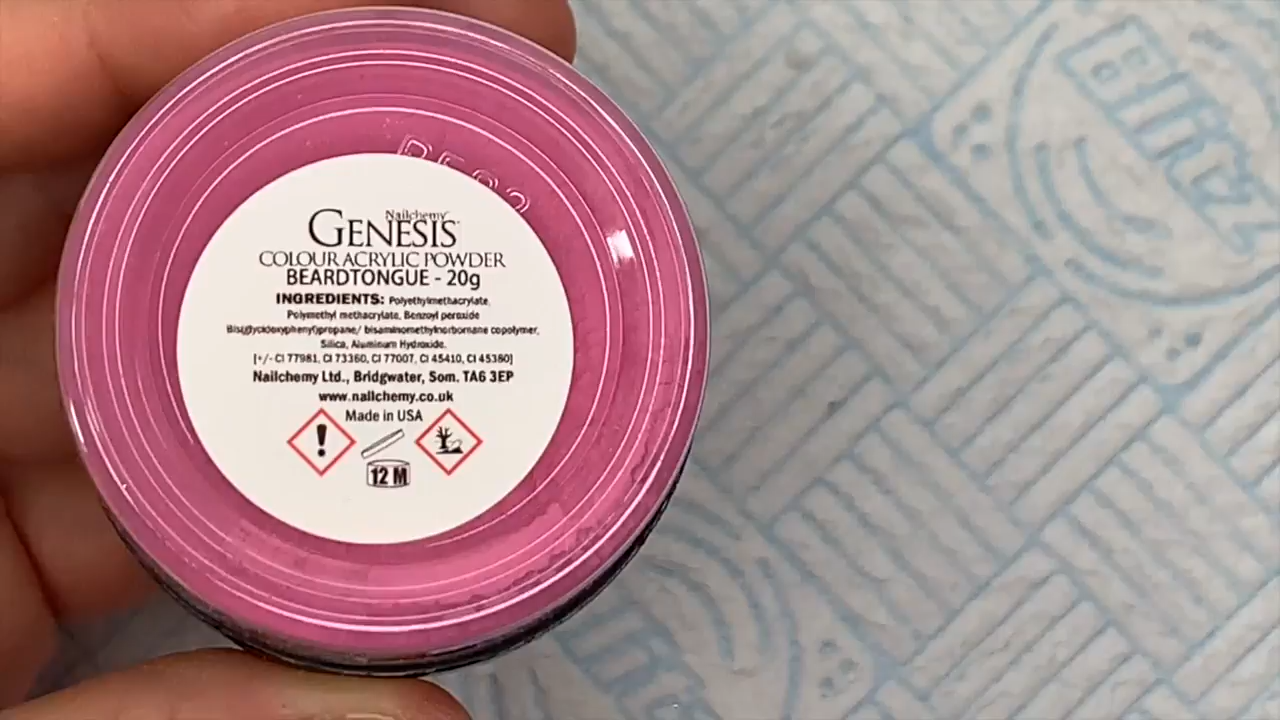 Nailchemy
GENESIS
COLOUR ACRYLIC POWDER
BEARDTONGUE - 20g
INGREDIENTS: Polyethylmethacrylate,
Polymethyl methacrylate, Benzoyl peroxide
Bis(glycidoxyphenyl)propane/ bisaminomethylnorbornane copolymer,
Silica, Aluminum Hydroxide.
[+/- CI 77981, CI 73360, CI 77007, CI 45410, CI 45380]
Nailchemy Ltd., Bridgwater, Som. TA6 3EP
www.nailchemy.co.uk
Made in USA
12 M
Blitz
Blitz